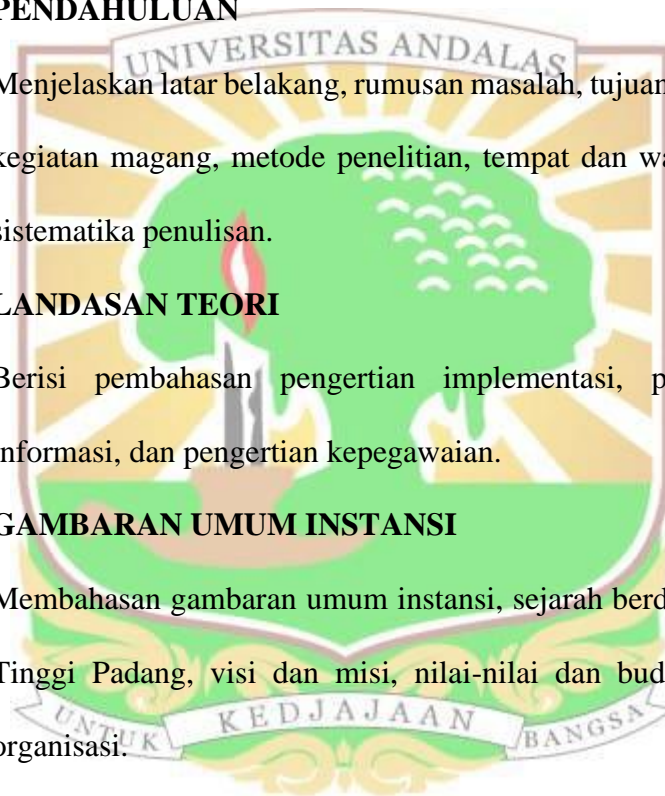 PENDAHULUAN
UNIVERSITAS ANDALAS
Menjelaskan latar belakang, rumusan masalah, tujuan
kegiatan magang, metode penelitian, tempat dan wa
sistematika penulisan.
LANDASAN TEORI
Berisi pembahasan pengertian implementasi, p
informasi, dan pengertian kepegawaian.
GAMBARAN UMUM INSTANSI
Membahasan gambaran umum instansi, sejarah berd
Tinggi Padang, visi dan misi, nilai-nilai dan bud
organisasi.
UNTUK KEDJAJAAN BANGSA